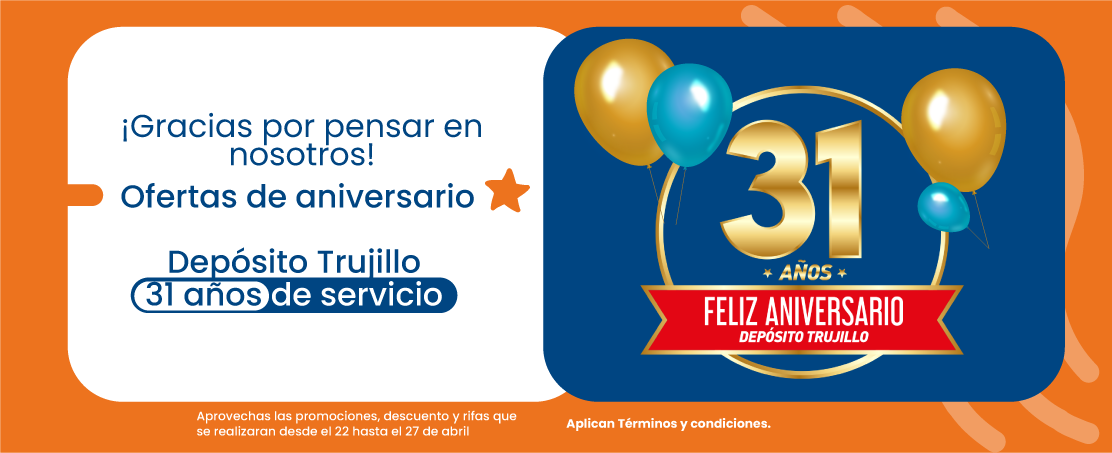 ¡Gracias por pensar en
nosotros!
Ofertas de aniversario
Depósito Trujillo
31 años de servicio
31
AÑOS
FELIZ ANIVERSARIO
DEPÓSITO TRUJILLO
Aprovechas las promociones, descuento y rifas que
se realizaran desde el 22 hasta el 27 de abril
Aplican Términos y condiciones.